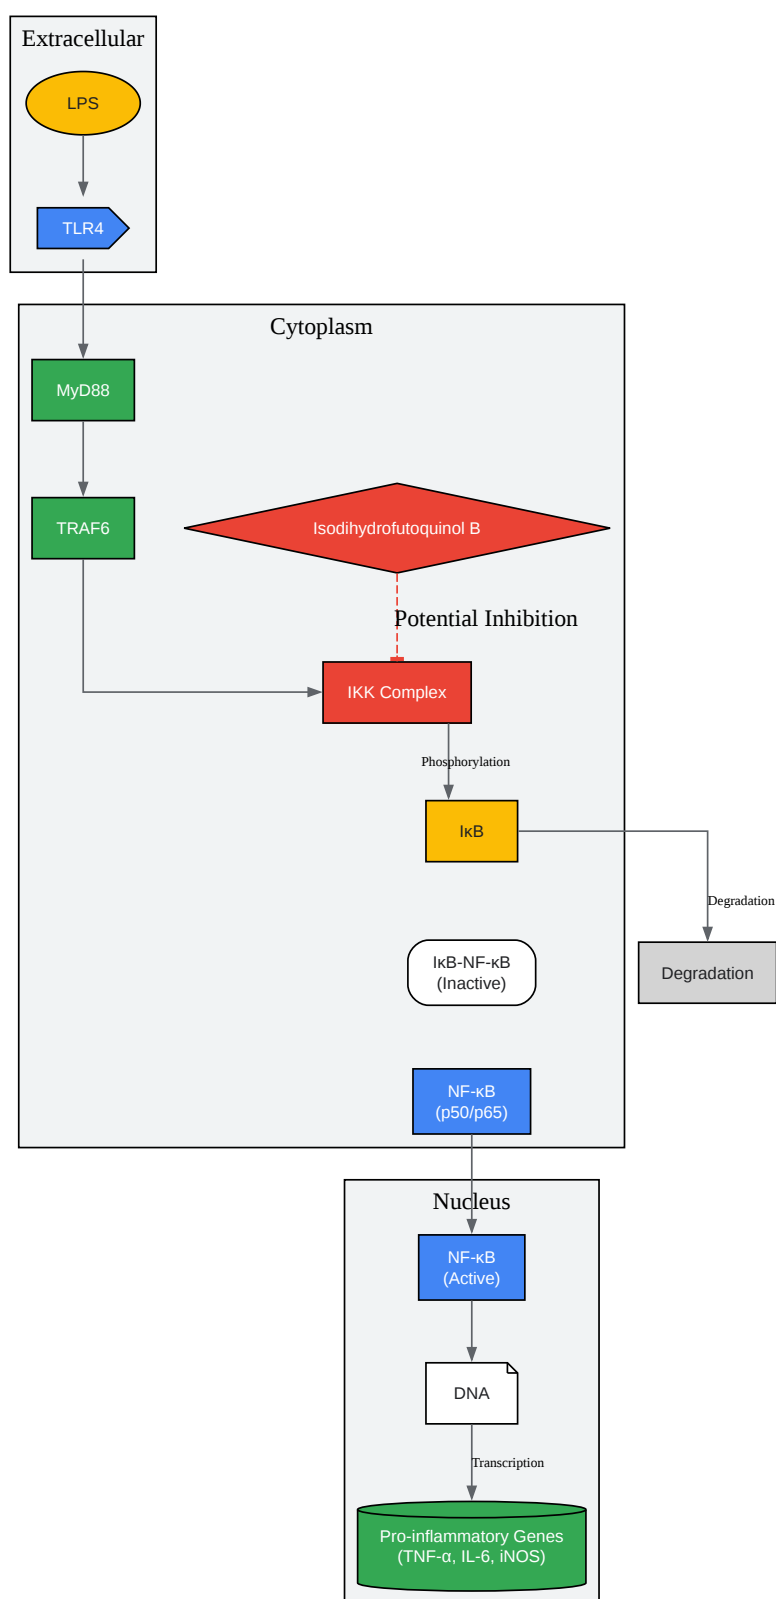 Extracellular
LPS
TLR4
Cytoplasm
MyD88
TRAF6
Isodihydrofutoquinol B
Potential Inhibition
IKK Complex
Phosphorylation
IκB
Degradation
IκB-NF-κB
(Inactive)
Degradation
NF-κB
(p50/p65)
Nucleus
NF-κB
(Active)
DNA
Transcription
Pro-inflammatory Genes
(TNF-α, IL-6, iNOS)